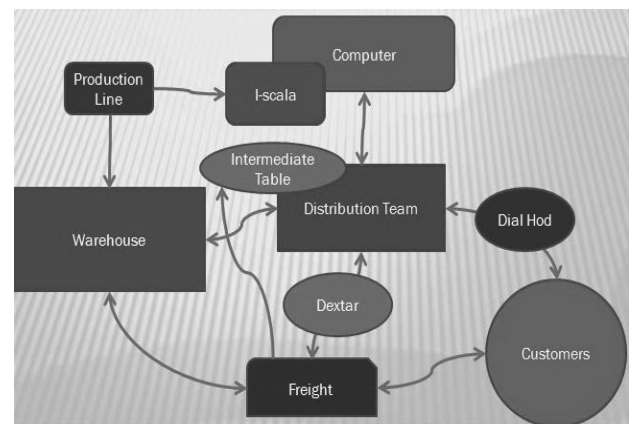 Computer
Production
Line
I-scala
Intermediate
Table
Distribution Team
Dial Hod
Warehouse
Dextar
Customers
Freight